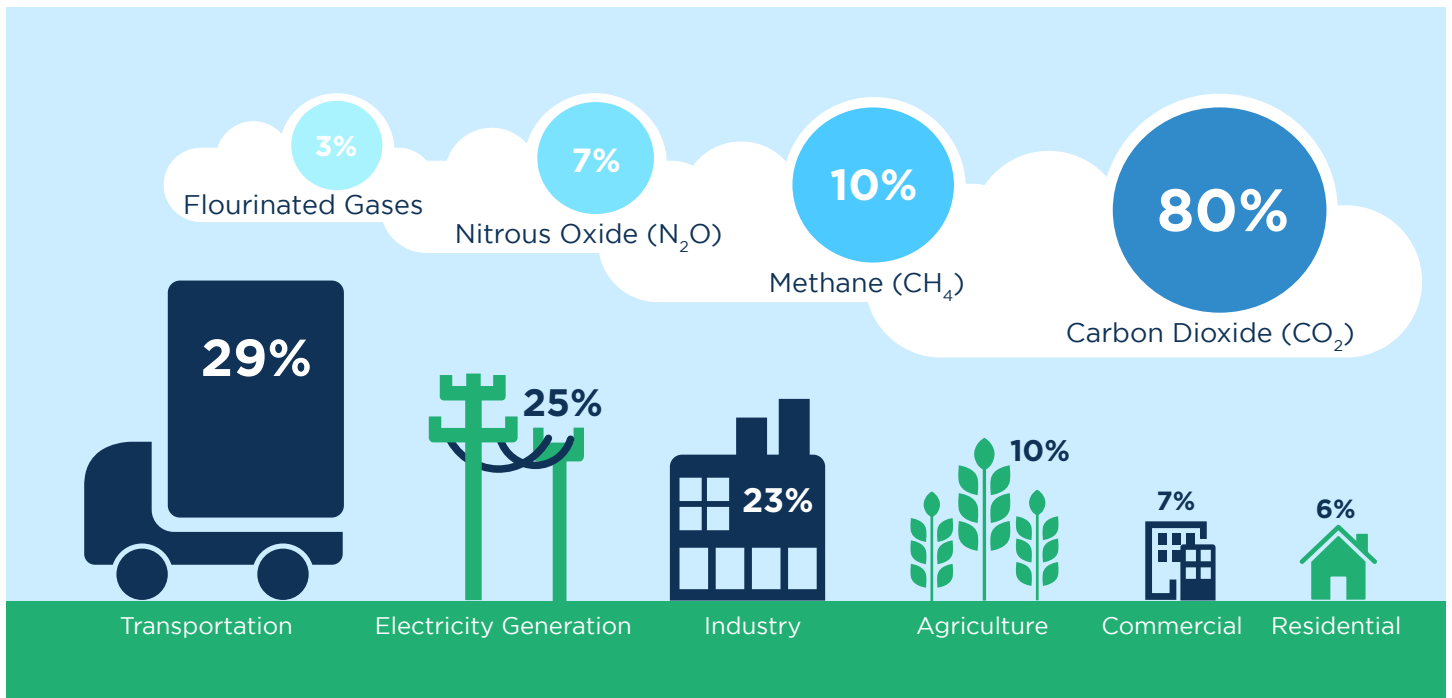 3%
Flourinated Gases
7%
Nitrous Oxide (N₂O)
10%
Methane (CH₄)
80%
Carbon Dioxide (CO₂)
29%
Transportation
25%
Electricity Generation
23%
Industry
10%
Agriculture
7%
Commercial
6%
Residential